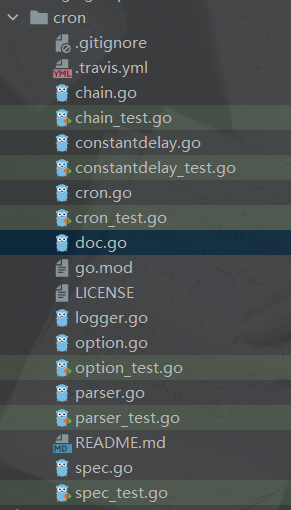 cron
.gitignore
.travis.yml
chain.go
chain_test.go
constantdelay.go
constantdelay_test.go
cron.go
cron_test.go
doc.go
go.mod
LICENSE
logger.go
option.go
option_test.go
parser.go
parser_test.go
README.md
spec.go
spec_test.go